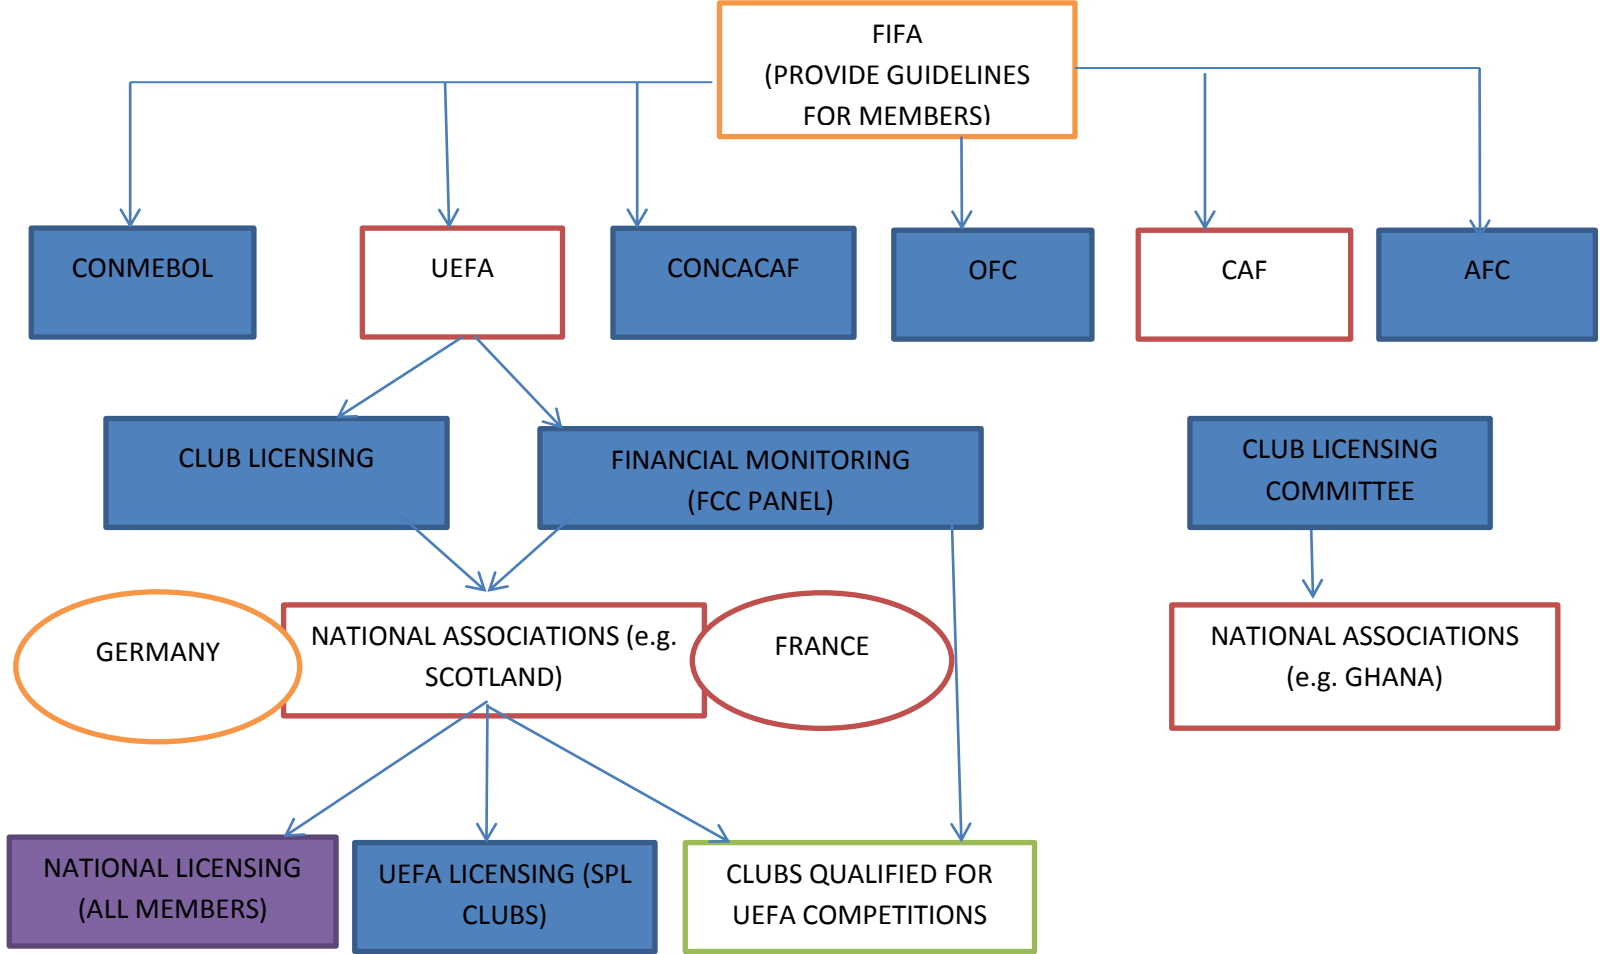 FIFA
(PROVIDE GUIDELINES
FOR MEMBERS)
CONMEBOL
UEFA
CONCACAF
OFC
CAF
AFC
CLUB LICENSING
FINANCIAL MONITORING
(FCC PANEL)
CLUB LICENSING
COMMITTEE
GERMANY
NATIONAL ASSOCIATIONS (e.g.
SCOTLAND)
FRANCE
NATIONAL ASSOCIATIONS
(e.g. GHANA)
NATIONAL LICENSING
(ALL MEMBERS)
UEFA LICENSING (SPL
CLUBS)
CLUBS QUALIFIED FOR
UEFA COMPETITIONS